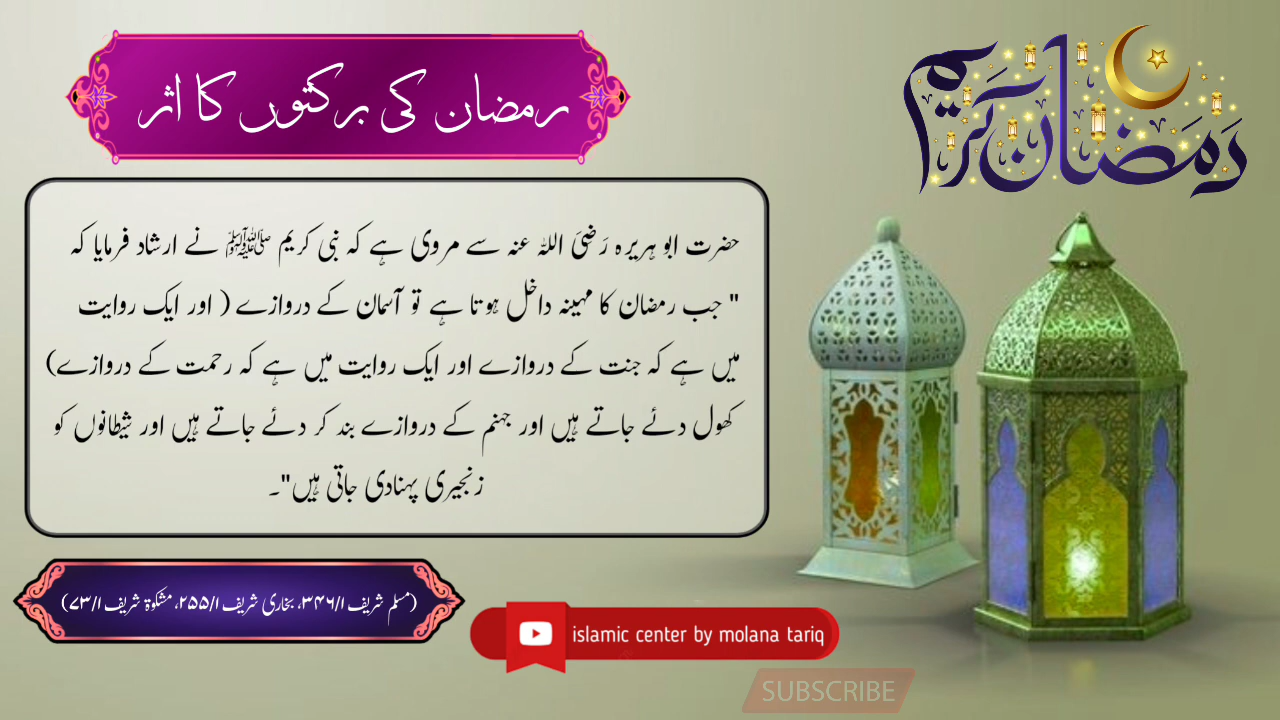 رمضان کی برکتوں کا اثر
رَمَضان كَرِيم
حضرت ابو ہریرہ رَضیَ اللہ عنہ سے مروی ہے کہ نبی کریم ﷺ نے ارشاد فرمایا کہ
" جب رمضان کا مہینہ داخل ہوتا ہے تو آسمان کے دروازے ( اور ایک روایت
میں ہے کہ جنت کے دروازے اور ایک روایت میں ہے کہ رحمت کے دروازے)
کھول دئے جاتے ہیں اور جہنم کے دروازے بند کر دئے جاتے ہیں اور شیطانوں کو
زنجیری پہنادی جاتی ہیں"۔
(مسلم شریف ۳۴۶/۱، بخاری شریف ۲۵۵/۱، مشکوۃ شریف ۷۳/۱)
islamic center by molana tariq
SUBSCRIBE